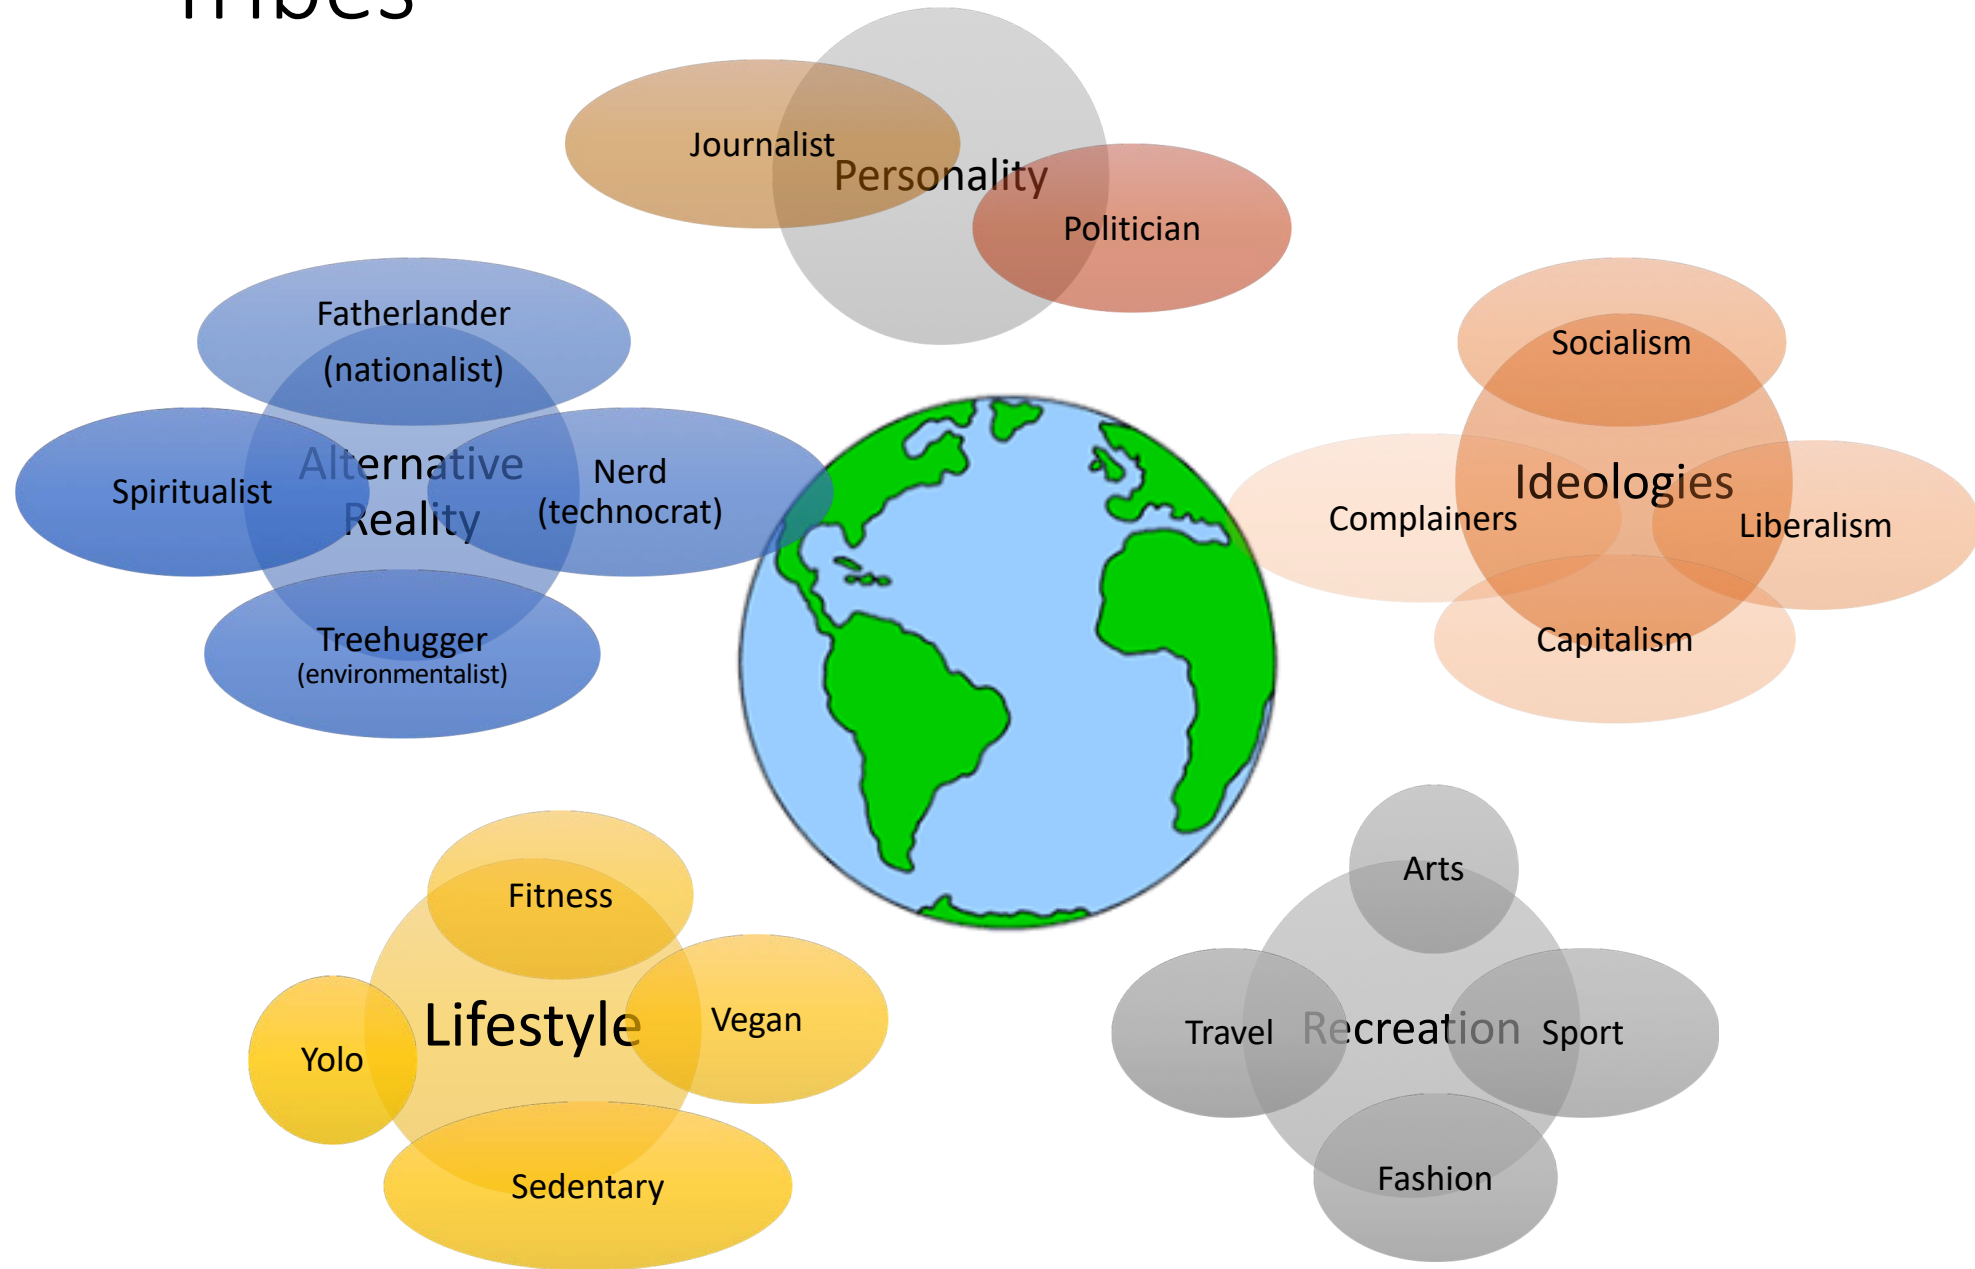 Tribes
Journalist
Personality
Politician
Fatherlander
(nationalist)
Spiritualist
Alternative
Reality
Nerd
(technocrat)
Treehugger
(environmentalist)
Socialism
Ideologies
Complainers
Liberalism
Capitalism
Fitness
Lifestyle
Vegan
Yolo
Sedentary
Arts
Travel
Recreation
Sport
Fashion